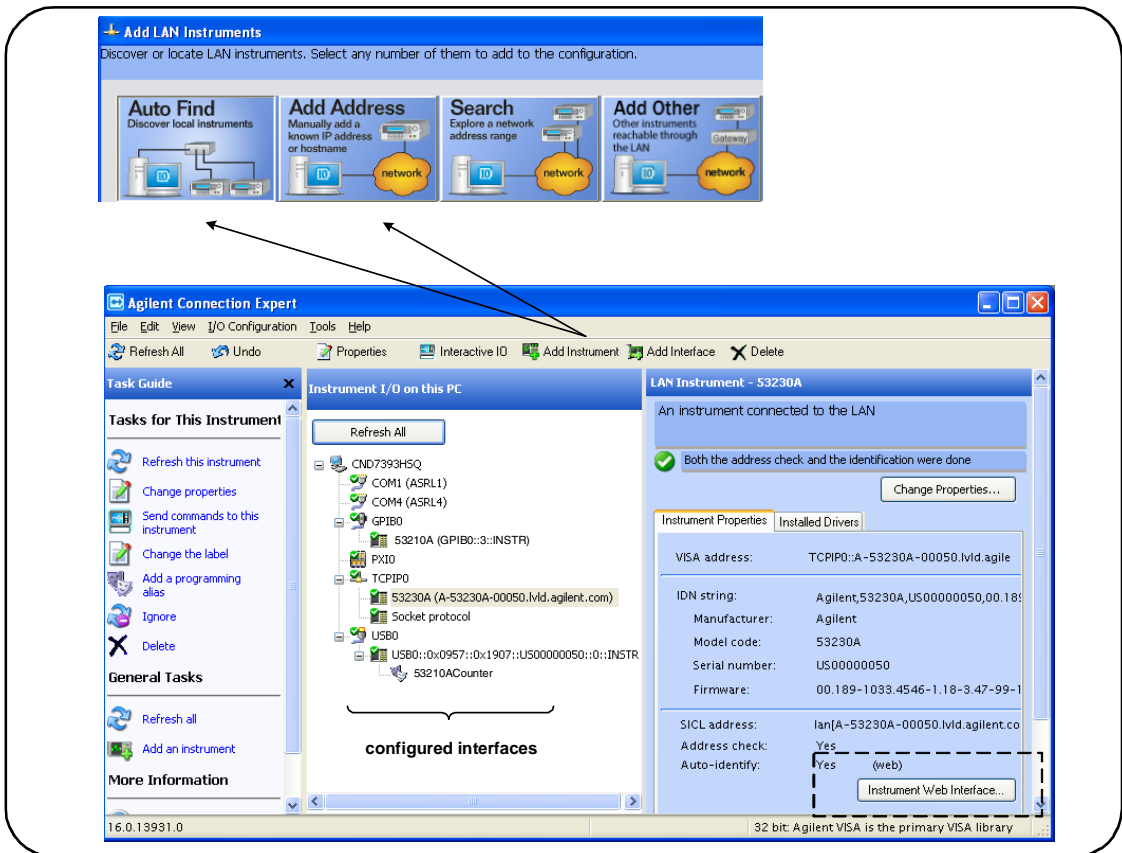 Add LAN Instruments
Discover or locate LAN instruments. Select any number of them to add to the configuration.
Auto Find
Discover local instruments
IO
Add Address
Manually add a
known IP address
or hostname
IO
network
Search
Explore a network
address range
IO
network
Add Other
Other instruments
reachable through
the LAN
Gateway
IO
network
Agilent Connection Expert
File Edit View I/O Configuration Tools Help
Refresh All Undo Properties Interactive IO Add Instrument Add Interface Delete
Task Guide
Tasks for This Instrument
Refresh this instrument
Change properties
Send commands to this
instrument
Change the label
Add a programming
alias
Ignore
Delete
General Tasks
Refresh all
Add an instrument
More Information
Instrument I/O on this PC
Refresh All
CND7393HSQ
COM1 (ASRL1)
COM4 (ASRL4)
GPIB0
53210A (GPIB0::3::INSTR)
PXI0
TCPIP0
53230A (A-53230A-00050.lvld.agilent.com)
Socket protocol
USB0
USB0::0x0957::0x1907::US00000050::0::INSTR
53210ACounter
configured interfaces
LAN Instrument - 53230A
An instrument connected to the LAN
Both the address check and the identification were done
Change Properties...
Instrument Properties Installed Drivers
VISA address: TCPIP0::A-53230A-00050.lvld.agile
IDN string: Agilent,53230A,US00000050,00.189
Manufacturer: Agilent
Model code: 53230A
Serial number: US00000050
Firmware: 00.189-1033.4546-1.18-3.47-99-1
SICL address: lan[A-53230A-00050.lvld.agilent.co
Address check: Yes
Auto-identify: Yes (web)
Instrument Web Interface...
16.0.13931.0
32 bit: Agilent VISA is the primary VISA library